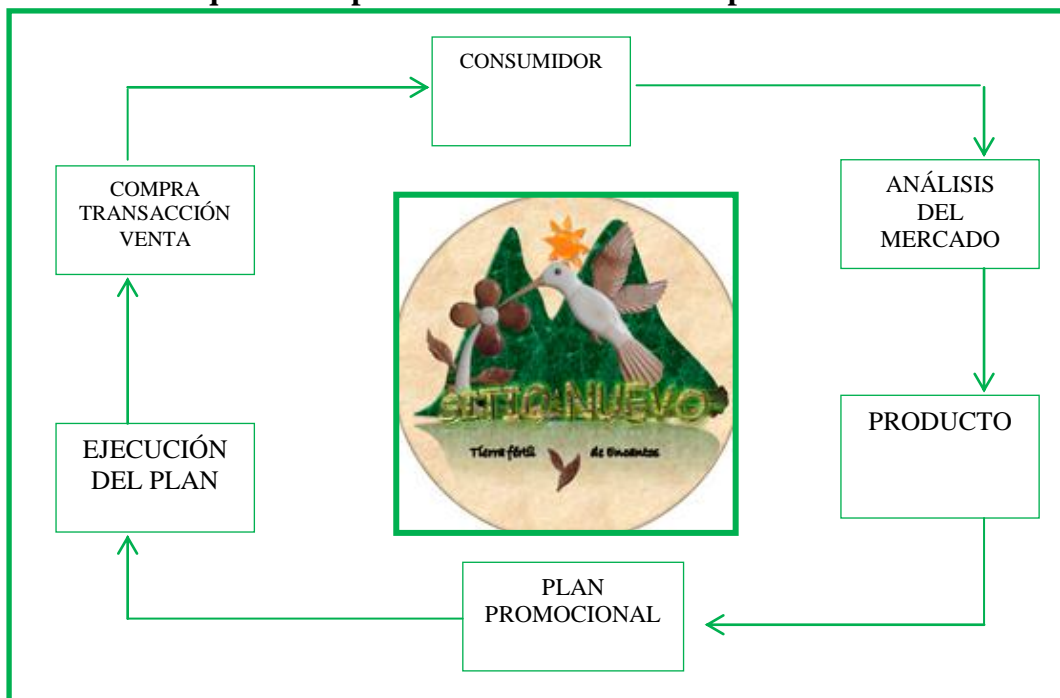 CONSUMIDOR
ANÁLISIS
DEL
MERCADO
PRODUCTO
PLAN
PROMOCIONAL
EJECUCIÓN
DEL PLAN
COMPRA
TRANSACCIÓN
VENTA
SITIO NUEVO
Tierra fértil de Encantos